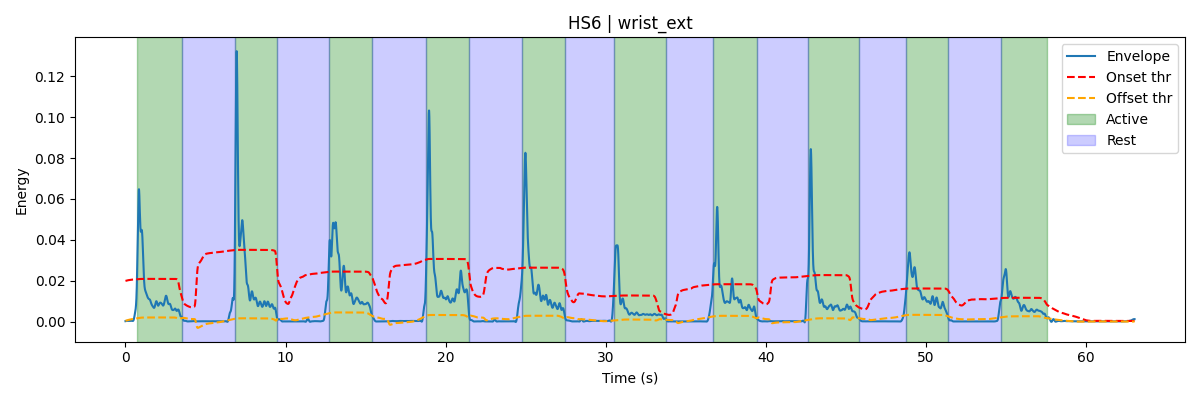 HS6 | wrist_ext
Energy
0.12
0.10
0.08
0.06
0.04
0.02
0.00
Envelope
Onset thr
Offset thr
Active
Rest
0 10 20 30 40 50 60
Time (s)